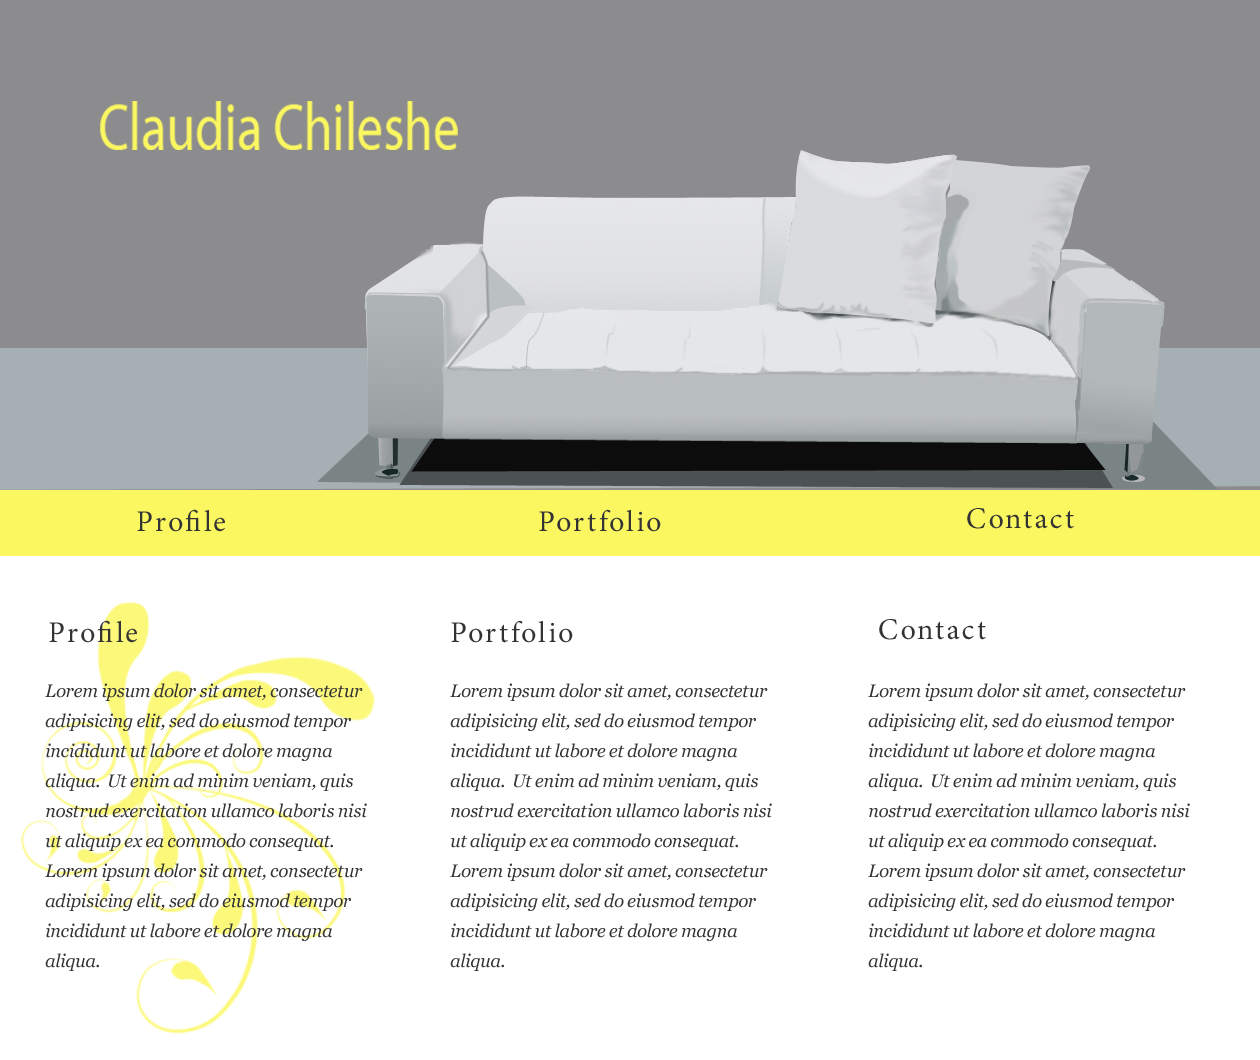 Claudia Chileshe
Profile
Portfolio
Contact
Profile
Lorem ipsum dolor sit amet, consectetur
adipisicing elit, sed do eiusmod tempor
incididunt ut labore et dolore magna
aliqua.  Ut enim ad minim veniam, quis
nostrud exercitation ullamco laboris nisi
ut aliquip ex ea commodo consequat.
Lorem ipsum dolor sit amet, consectetur
adipisicing elit, sed do eiusmod tempor
incididunt ut labore et dolore magna
aliqua.
Portfolio
Lorem ipsum dolor sit amet, consectetur
adipisicing elit, sed do eiusmod tempor
incididunt ut labore et dolore magna
aliqua.  Ut enim ad minim veniam, quis
nostrud exercitation ullamco laboris nisi
ut aliquip ex ea commodo consequat.
Lorem ipsum dolor sit amet, consectetur
adipisicing elit, sed do eiusmod tempor
incididunt ut labore et dolore magna
aliqua.
Contact
Lorem ipsum dolor sit amet, consectetur
adipisicing elit, sed do eiusmod tempor
incididunt ut labore et dolore magna
aliqua.  Ut enim ad minim veniam, quis
nostrud exercitation ullamco laboris nisi
ut aliquip ex ea commodo consequat.
Lorem ipsum dolor sit amet, consectetur
adipisicing elit, sed do eiusmod tempor
incididunt ut labore et dolore magna
aliqua.